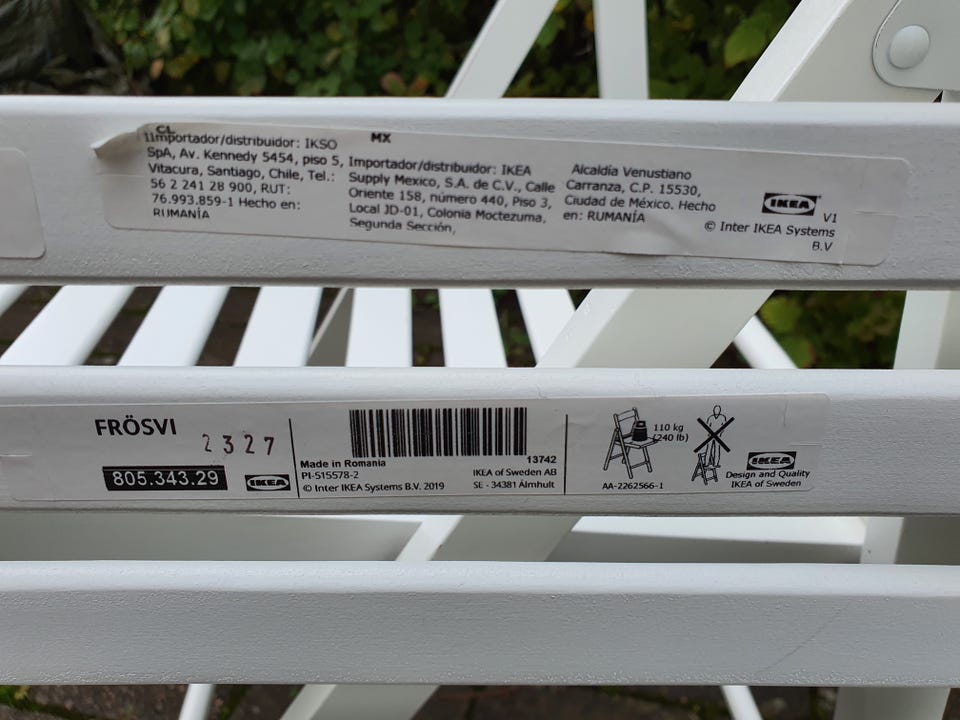 CL
IImportador/distribuidor: IKSO
SpA, Av. Kennedy 5454, piso 5,
Vitacura, Santiago, Chile, Tel.:
56 2 241 28 900, RUT:
76.993.859-1 Hecho en:
RUMANÍA
MX
Importador/distribuidor: IKEA
Supply Mexico, S.A. de C.V., Calle
Oriente 158, número 440, Piso 3,
Local JD-01, Colonia Moctezuma,
Segunda Sección,
Alcaldía Venustiano
Carranza, C.P. 15530,
Ciudad de México. Hecho
en: RUMANÍA
IKEA
V1
© Inter IKEA Systems
B.V
FRÖSVI
2327
805.343.29
IKEA
Made in Romania
13742
PI-515578-2
IKEA of Sweden AB
© Inter IKEA Systems B.V. 2019
SE - 34381 Älmhult
110 kg
(240 lb)
AA-2262566-1
IKEA
Design and Quality
IKEA of Sweden